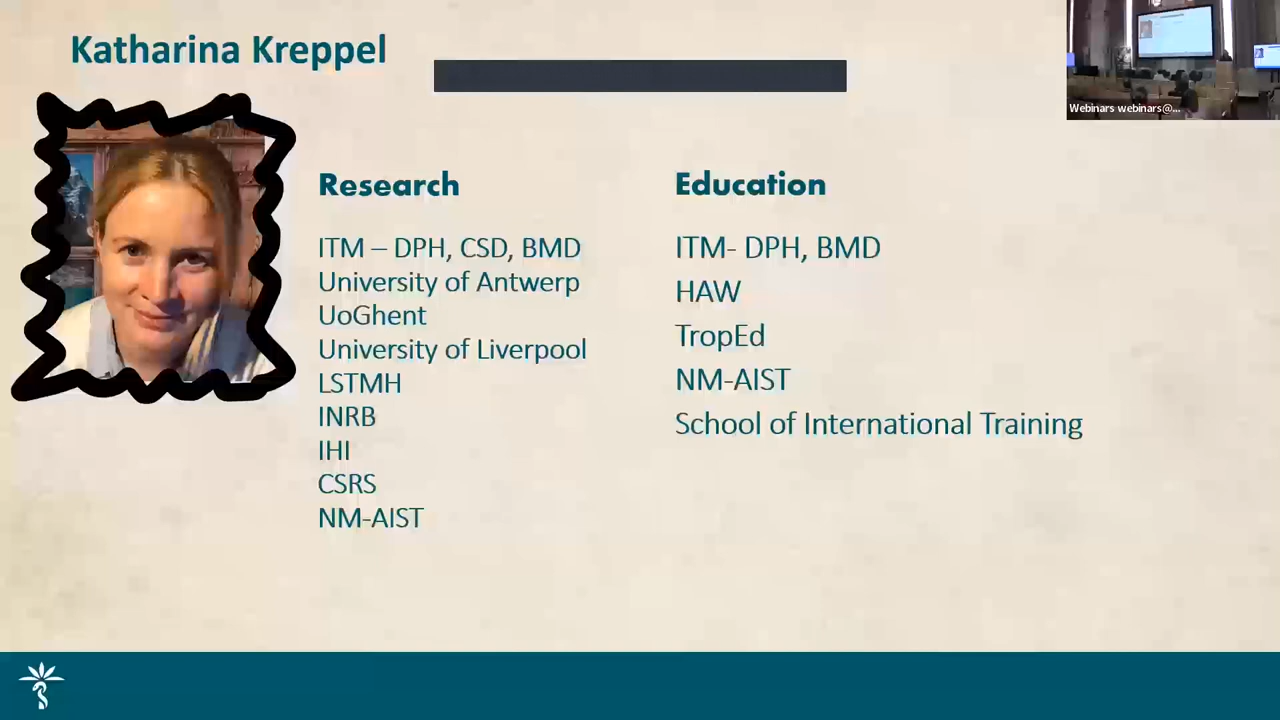 Katharina Kreppel
Webinars webinars@...
Research
ITM – DPH, CSD, BMD
University of Antwerp
UoGhent
University of Liverpool
LSTMH
INRB
IHI
CSRS
NM-AIST
Education
ITM- DPH, BMD
HAW
TropEd
NM-AIST
School of International Training